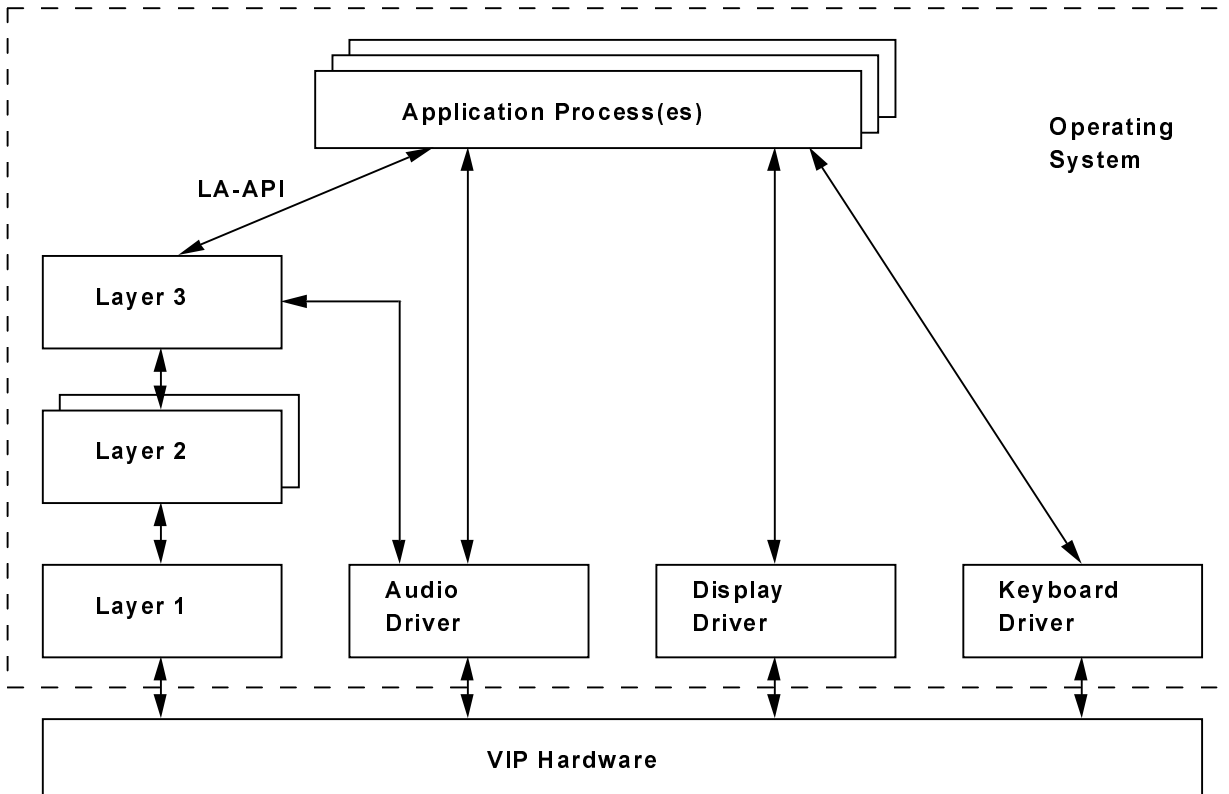 Application Process(es)
Operating
System
LA-API
Layer 3
Layer 2
Layer 1
Audio
Driver
Display
Driver
Keyboard
Driver
VIP Hardware